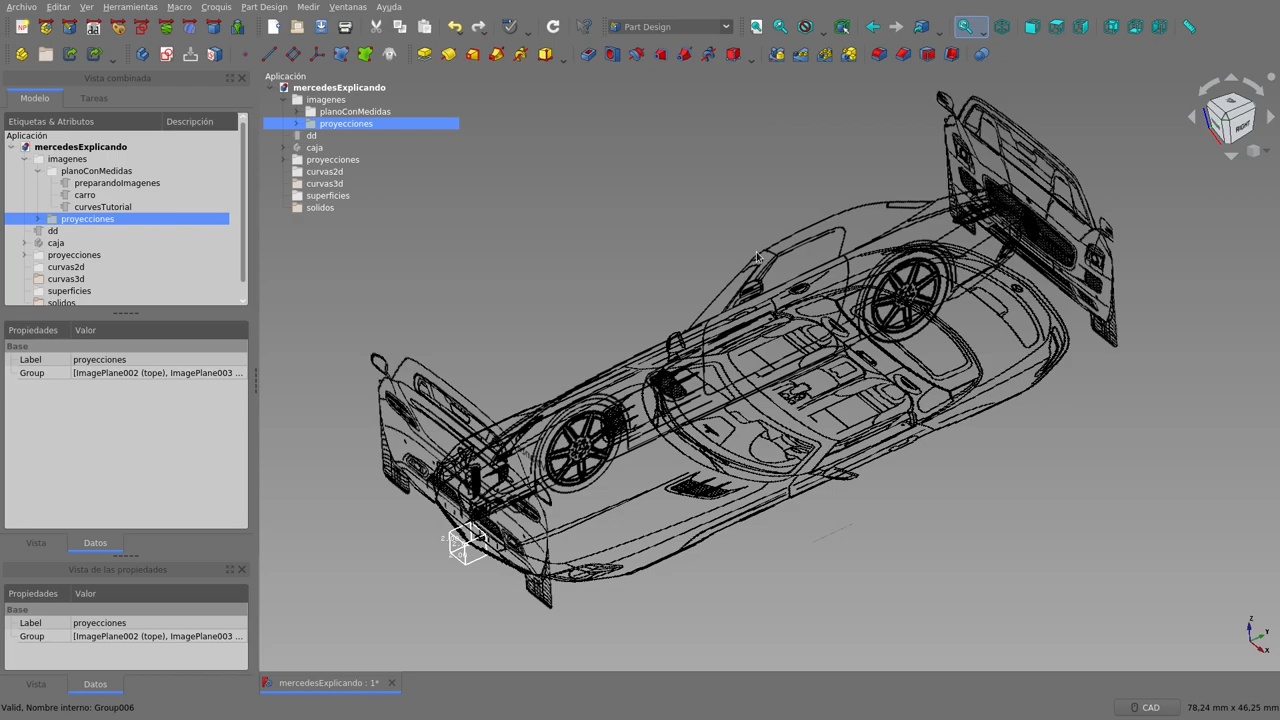 Archivo Editar Ver Herramientas Macro Croquis Part Design Medir Ventanas Ayuda
Part Design
Vista combinada
Modelo Tareas
Etiquetas & Atributos Descripción
Aplicación
mercedesExplicando
imagenes
planoConMedidas
preparandoImagenes
carro
curvesTutorial
proyecciones
dd
caja
proyecciones
curvas2d
curvas3d
superficies
solidos
Propiedades Valor
Base
Label proyecciones
Group [ImagePlane002 (tope), ImagePlane003 ...
Vista Datos
Vista de las propiedades
Propiedades Valor
Base
Label proyecciones
Group [ImagePlane002 (tope), ImagePlane003 ...
Vista Datos
Aplicación
mercedesExplicando
imagenes
planoConMedidas
proyecciones
dd
caja
proyecciones
curvas2d
curvas3d
superficies
solidos
RIGHT
Z
Y
X
mercedesExplicando : 1*
Valid, Nombre interno: Group006
CAD
78,24 mm x 46,25 mm